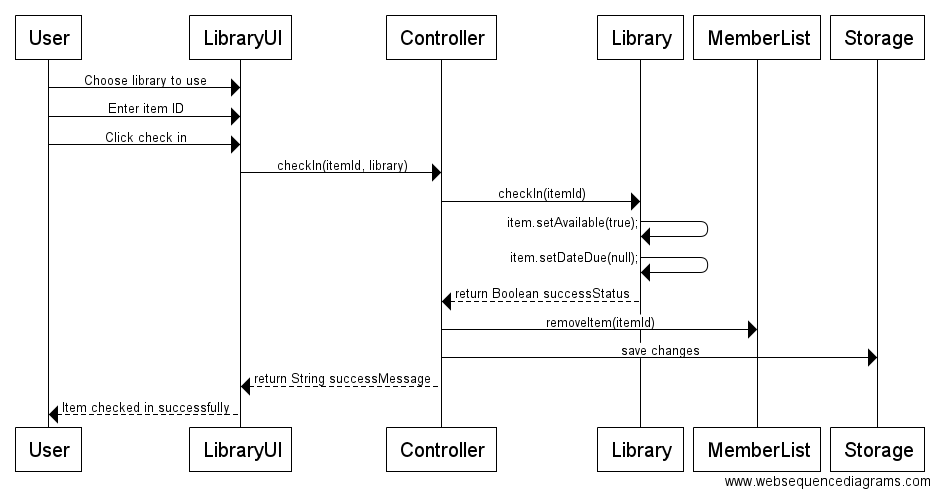 User LibraryUI Controller Library MemberList Storage
Choose library to use
Enter item ID
Click check in
checkIn(itemId, library)
checkIn(itemId)
item.setAvailable(true);
item.setDateDue(null);
return Boolean successStatus
removeItem(itemId)
save changes
return String successMessage
Item checked in successfully
User LibraryUI Controller Library MemberList Storage
www.websequencediagrams.com